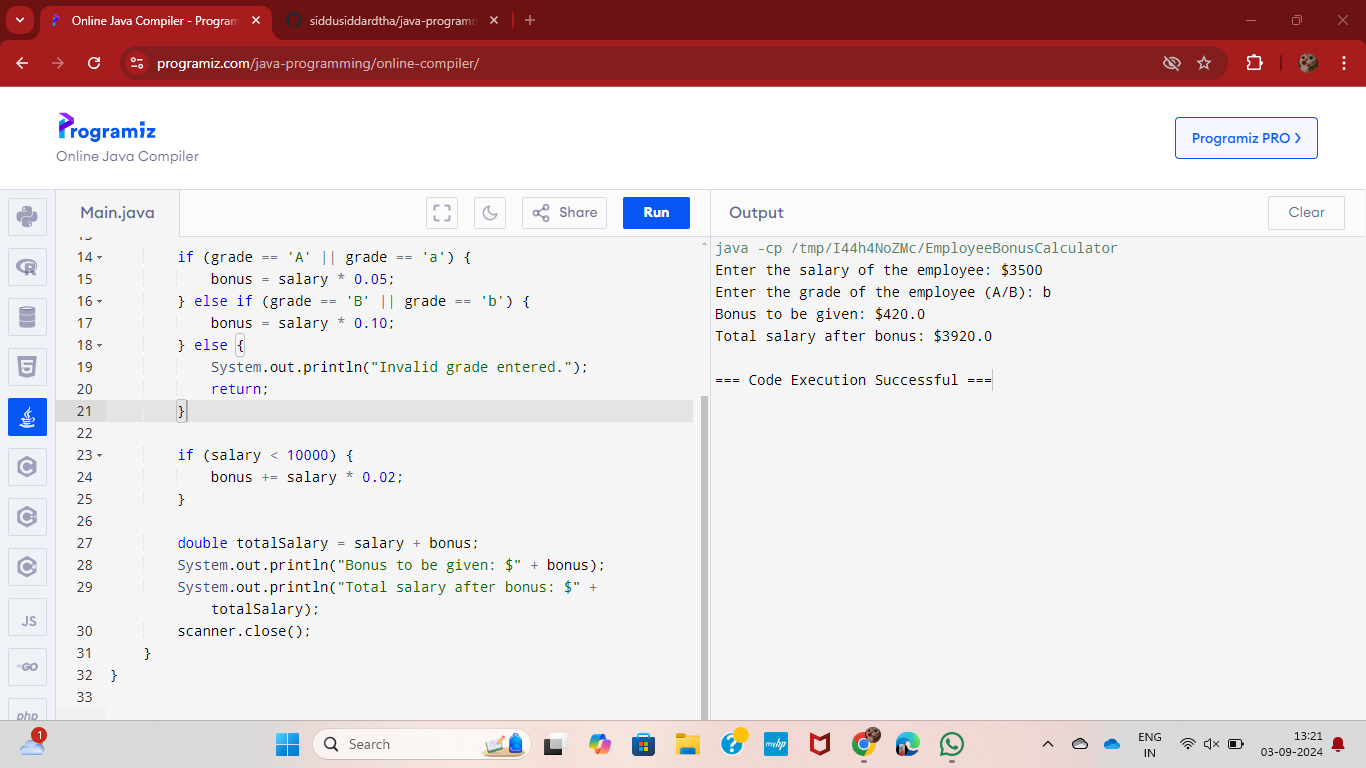 Online Java Compiler - Program
siddusiddardtha/java-programm
programiz.com/java-programming/online-compiler/
Programiz
Online Java Compiler
Programiz PRO >
Main.java
Share
Run
Output
Clear
14 if (grade == 'A' || grade == 'a') {
15 bonus = salary * 0.05;
16 } else if (grade == 'B' || grade == 'b') {
17 bonus = salary * 0.10;
18 } else {
19 System.out.println("Invalid grade entered.");
20 return;
21 }
22
23 if (salary < 10000) {
24 bonus += salary * 0.02;
25 }
26
27 double totalSalary = salary + bonus;
28 System.out.println("Bonus to be given: $" + bonus);
29 System.out.println("Total salary after bonus: $" +
totalSalary);
30 scanner.close();
31 }
32 }
33
java -cp /tmp/I44h4NoZMc/EmployeeBonusCalculator
Enter the salary of the employee: $3500
Enter the grade of the employee (A/B): b
Bonus to be given: $420.0
Total salary after bonus: $3920.0
=== Code Execution Successful ===
JS
GO
php
1
Search
myhp
ENG
IN
13:21
03-09-2024